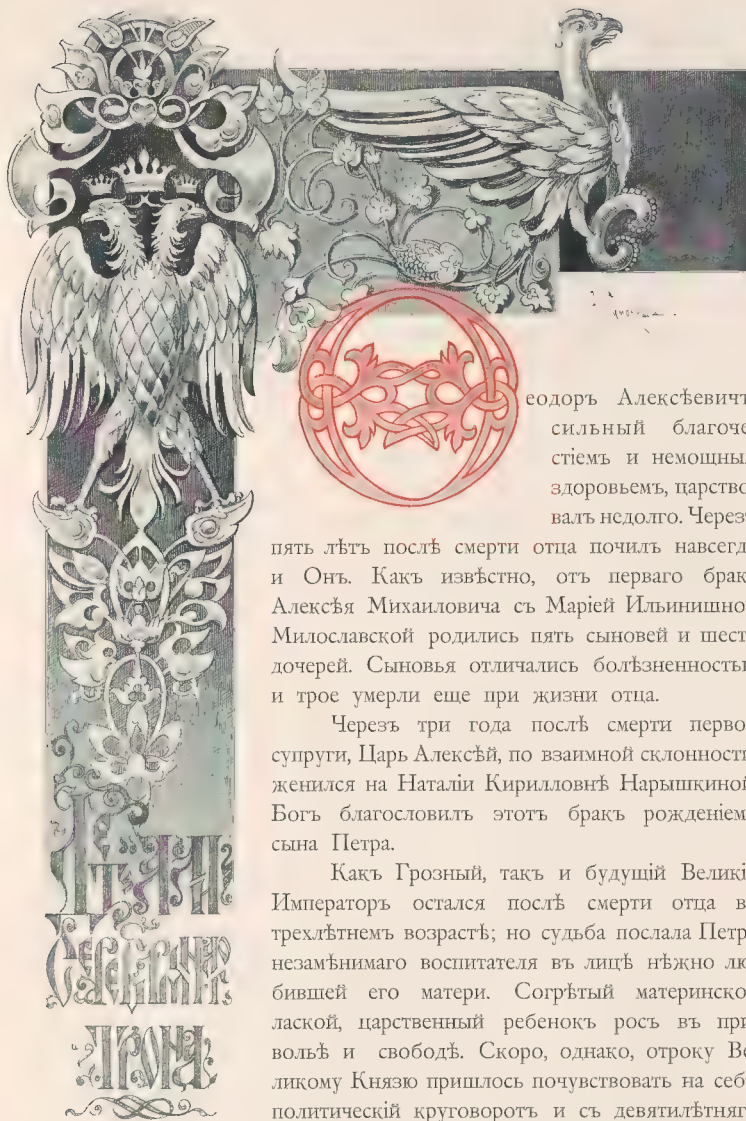 Ѳеодоръ Алексѣевичъ
сильный благоче
стіемъ и немощны
здоровьемъ, царство
валъ недолго. Черезъ
пять лѣтъ послѣ смерти отца почилъ навсегд
и Онъ. Какъ извѣстно, отъ перваго брак
Алексѣя Михаиловича съ Маріей Ильинишно
Милославской родились пять сыновей и шест
дочерей. Сыновья отличались болѣзненность
и трое умерли еще при жизни отца.
Черезъ три года послѣ смерти перво
супруги, Царь Алексѣй, по взаимной склонност
женился на Наталіи Кирилловнѣ Нарышкиной
Богъ благословилъ этотъ бракъ рожденіем
сына Петра.
Какъ Грозный, такъ и будущій Великі
Императоръ остался послѣ смерти отца в
трехлѣтнемъ возрастѣ; но судьба послала Петр
незамѣнимаго воспитателя въ лицѣ нѣжно лю
бившей его матери. Согрѣтый материнско
лаской, царственный ребенокъ росъ въ при
вольѣ и свободѣ. Скоро, однако, отроку Ве
ликому Князю пришлось почувствовать на себ
политическій круговоротъ и съ девятилѣтняг
ТРОНА